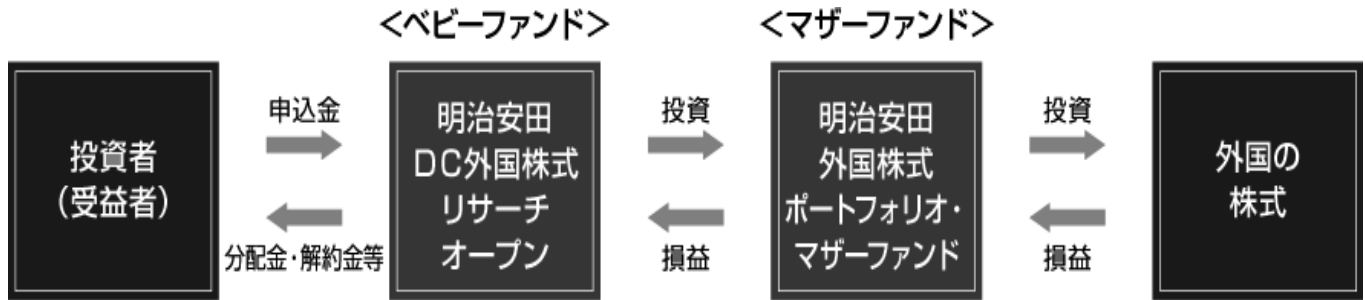 <ベビーファンド>
<マザーファンド>
投資者
（受益者）
申込金
分配金・解約金等
明治安田
DC外国株式
リサーチ
オープン
投資
損益
明治安田
外国株式
ポートフォリオ・
マザーファンド
投資
損益
外国の
株式